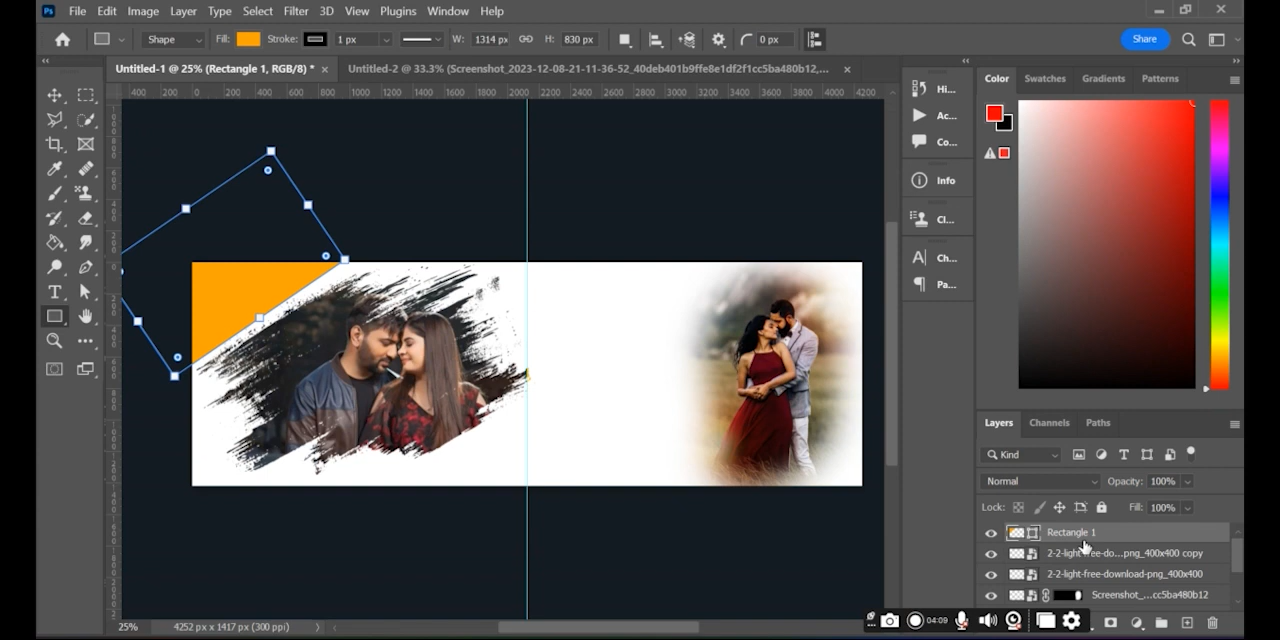 Ps File Edit Image Layer Type Select Filter 3D View Plugins Window Help
Shape Fill: Stroke: 1 px W: 1314 px H: 830 px 0 px Share
Untitled-1 @ 25% (Rectangle 1, RGB/8) * × Untitled-2 @ 33.3% (Screenshot_2023-12-08-21-11-36-52_40deb401b9ffe8e1df2f1cc5ba480b12,... ×
400 200 0 200 400 600 800 1000 1200 1400 1600 1800 2000 2200 2400 2600 2800 3000 3200 3400 3600 3800 4000 4200
Hi...
Ac...
Co...
Info
Cl...
Ch...
Pa...
Color Swatches Gradients Patterns
Layers Channels Paths
Kind
Normal Opacity: 100%
Lock: Fill: 100%
Rectangle 1
2-2-light-free-do...png_400x400 copy
2-2-light-free-download-png_400x400
Screenshot_...cc5ba480b12
25% 4252 px x 1417 px (300 ppi)
04:09